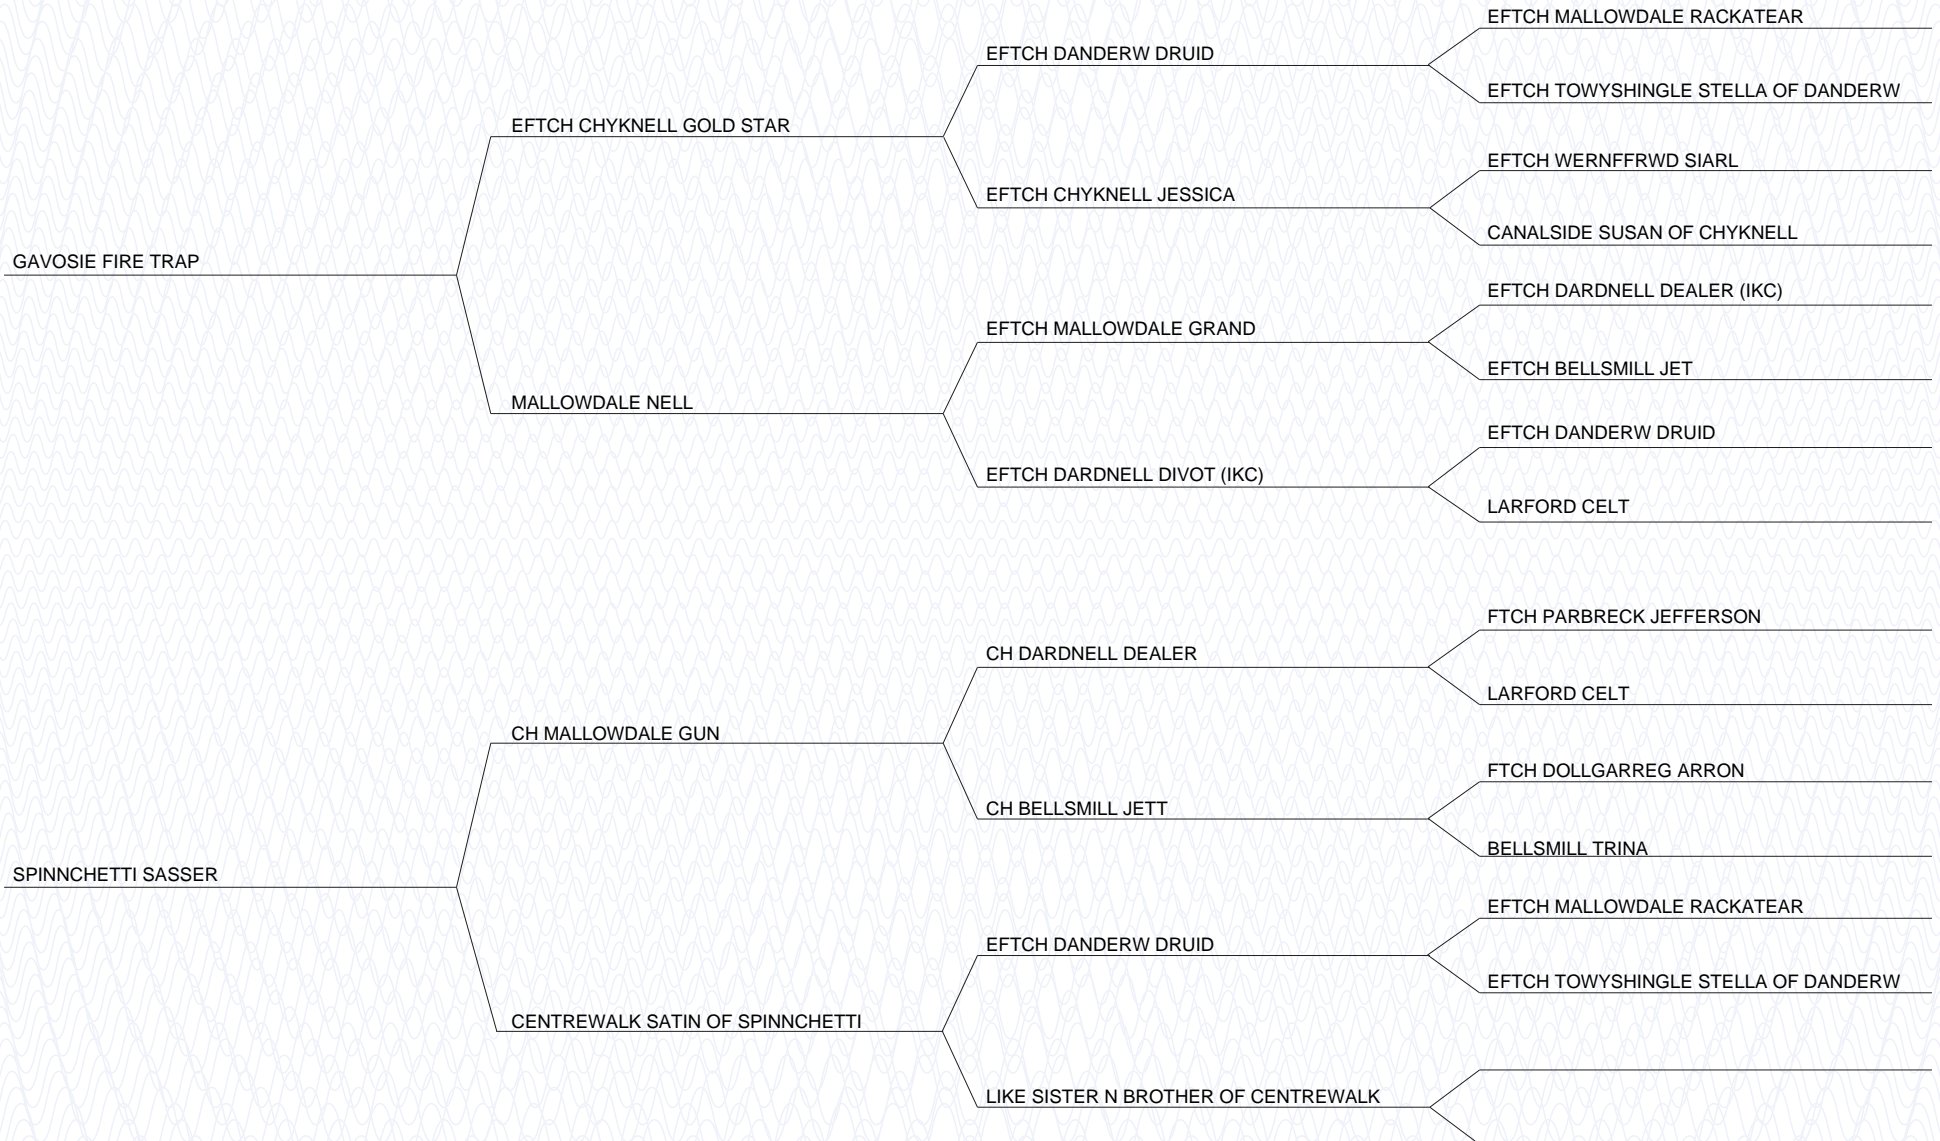 EFTCH MALLOWDALE RACKATEAR
EFTCH DANDERW DRUID
EFTCH TOWYSHINGLE STELLA OF DANDERW
EFTCH CHYKNELL GOLD STAR
EFTCH WERNFFRWD SIARL
EFTCH CHYKNELL JESSICA
CANALSIDE SUSAN OF CHYKNELL
GAVOSIE FIRE TRAP
EFTCH DARDNELL DEALER (IKC)
EFTCH MALLOWDALE GRAND
EFTCH BELLSMILL JET
MALLOWDALE NELL
EFTCH DANDERW DRUID
EFTCH DARDNELL DIVOT (IKC)
LARFORD CELT
FTCH PARBRECK JEFFERSON
CH DARDNELL DEALER
LARFORD CELT
CH MALLOWDALE GUN
FTCH DOLLGARREG ARRON
CH BELLSMILL JETT
BELLSMILL TRINA
SPINNCHETTI SASSER
EFTCH MALLOWDALE RACKATEAR
EFTCH DANDERW DRUID
EFTCH TOWYSHINGLE STELLA OF DANDERW
CENTREWALK SATIN OF SPINNCHETTI
LIKE SISTER N BROTHER OF CENTREWALK